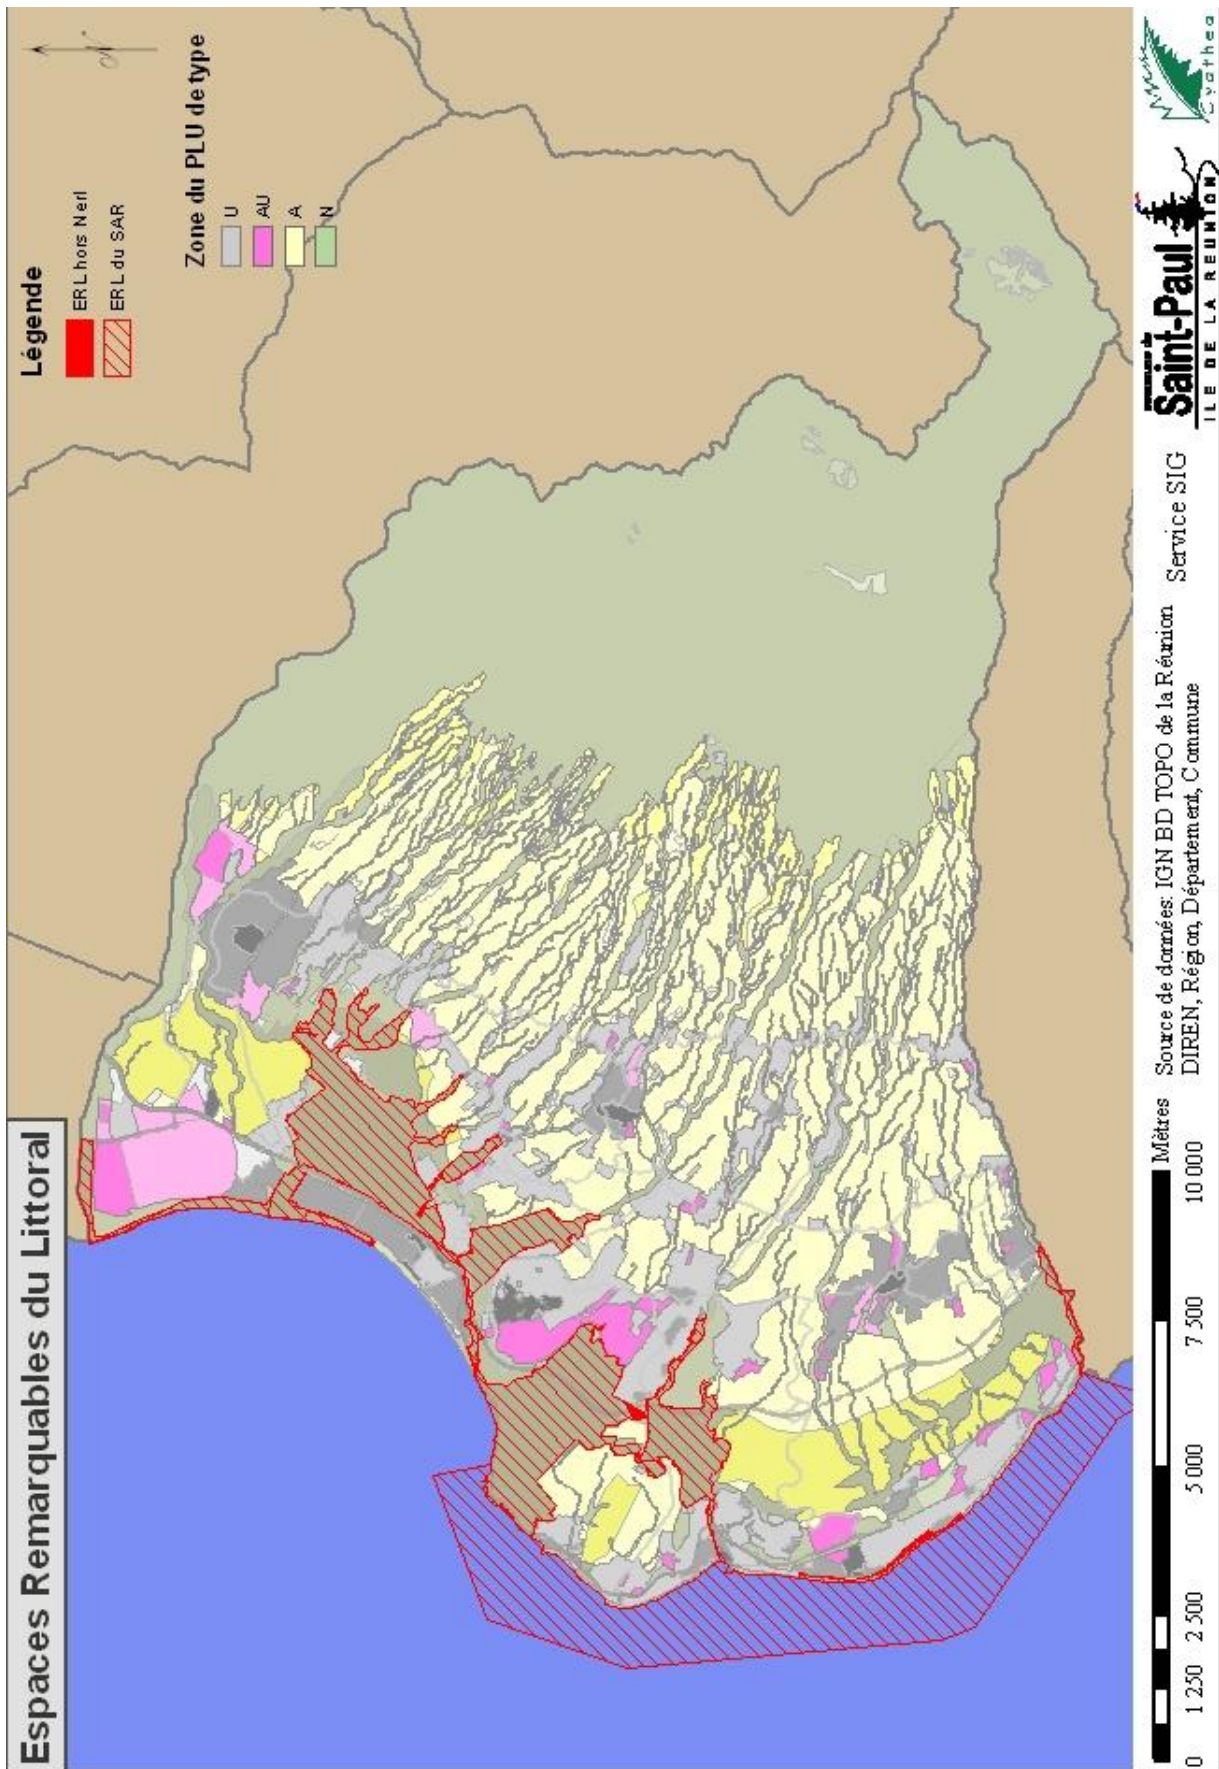 Espaces Remarquables du Littoral
Légende
ERL hors Nerl
ERL du SAR
Zone du PLU de type
U
AU
A
N
N
0 1 250 2 500 5 000 7 500 10 000
Mètres
Source de données: IGN BD TOPO de la Réunion
DIREN, Région, Département, Commune
Service SIG
Saint-Paul
ILE DE LA REUNION
Cyathea